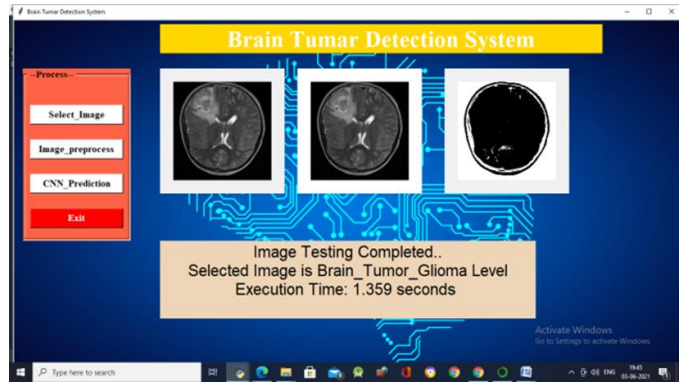 Brain Tumar Detection System
Brain Tumar Detection System
--Process--
Select_Image
Image_preprocess
CNN_Prediction
Exit
Image Testing Completed..
Selected Image is Brain_Tumor_Glioma Level
Execution Time: 1.359 seconds
Activate Windows
Go to Settings to activate Windows.
Type here to search
ENG
19:45
03-06-2021